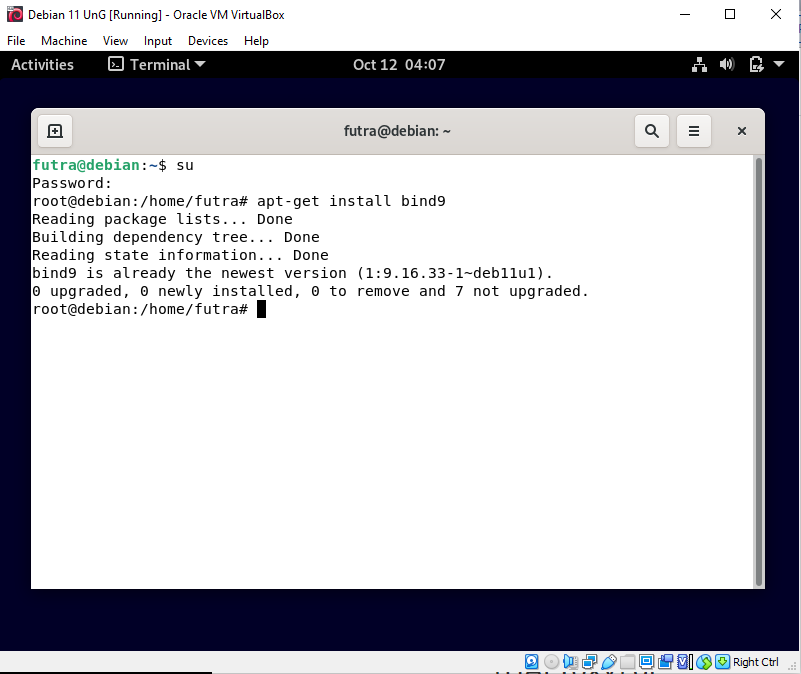 Debian 11 UnG [Running] - Oracle VM VirtualBox
File Machine View Input Devices Help
Activities Terminal Oct 12 04:07
futra@debian: ~
futra@debian:~$ su
Password:
root@debian:/home/futra# apt-get install bind9
Reading package lists... Done
Building dependency tree... Done
Reading state information... Done
bind9 is already the newest version (1:9.16.33-1~deb11u1).
0 upgraded, 0 newly installed, 0 to remove and 7 not upgraded.
root@debian:/home/futra#
Right Ctrl